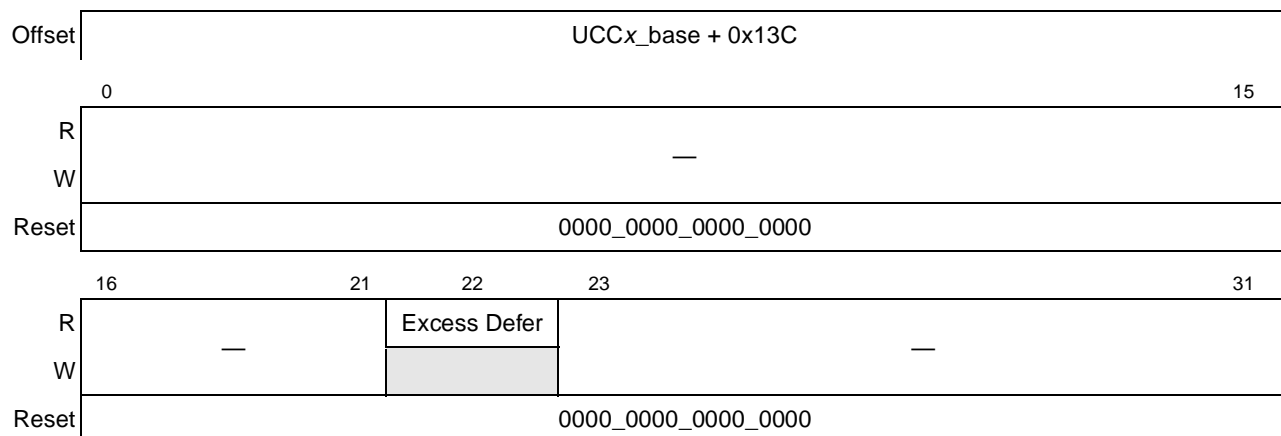 Offset UCCx_base + 0x13C
0 15
R
—
W
Reset 0000_0000_0000_0000
16 21 22 23 31
R Excess Defer
— —
W
Reset 0000_0000_0000_0000